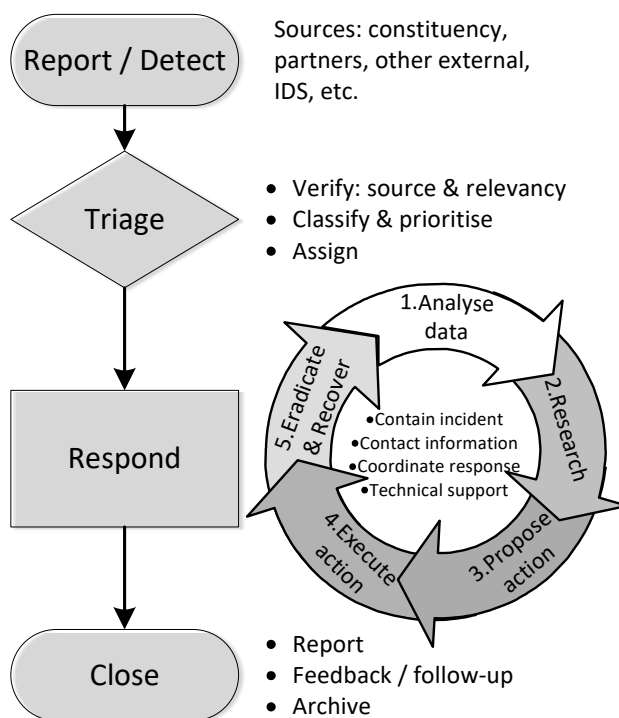 Report / Detect
Sources: constituency,
partners, other external,
IDS, etc.
Triage
• Verify: source & relevancy
• Classify & prioritise
• Assign
Respond
1.Analyse
data
2.Research
3.Propose
action
4.Execute
action
5.Eradicate
& Recover
•Contain incident
•Contact information
•Coordinate response
•Technical support
Close
• Report
• Feedback / follow-up
• Archive